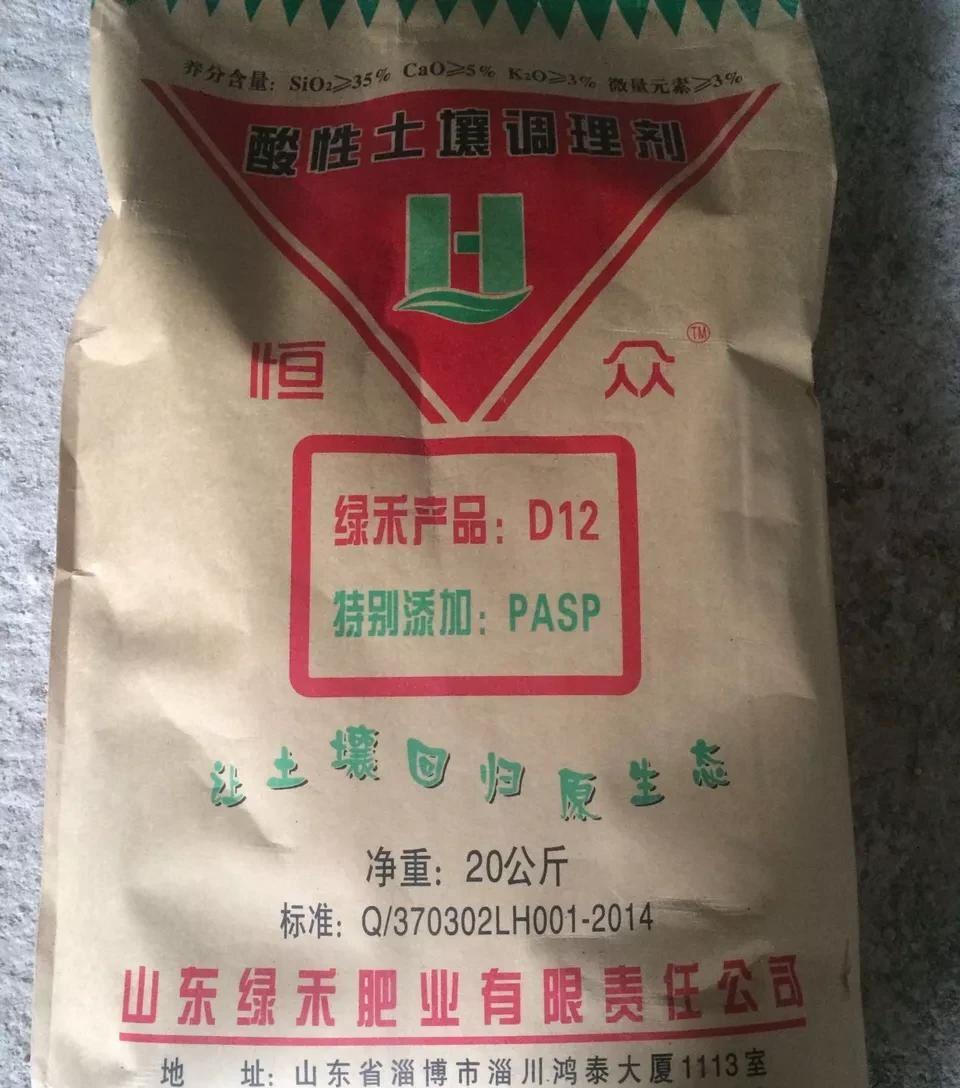 养分含量：SiO₂≥35% CaO≥5% K₂O≥3% 微量元素≥3%
酸性土壤调理剂
恒 众 TM
绿禾产品：D12
特别添加：PASP
让土壤回归原生态
净重：20公斤
标准：Q/370302LH001-2014
山东绿禾肥业有限责任公司
地 址：山东省淄博市淄川鸿泰大厦1113室